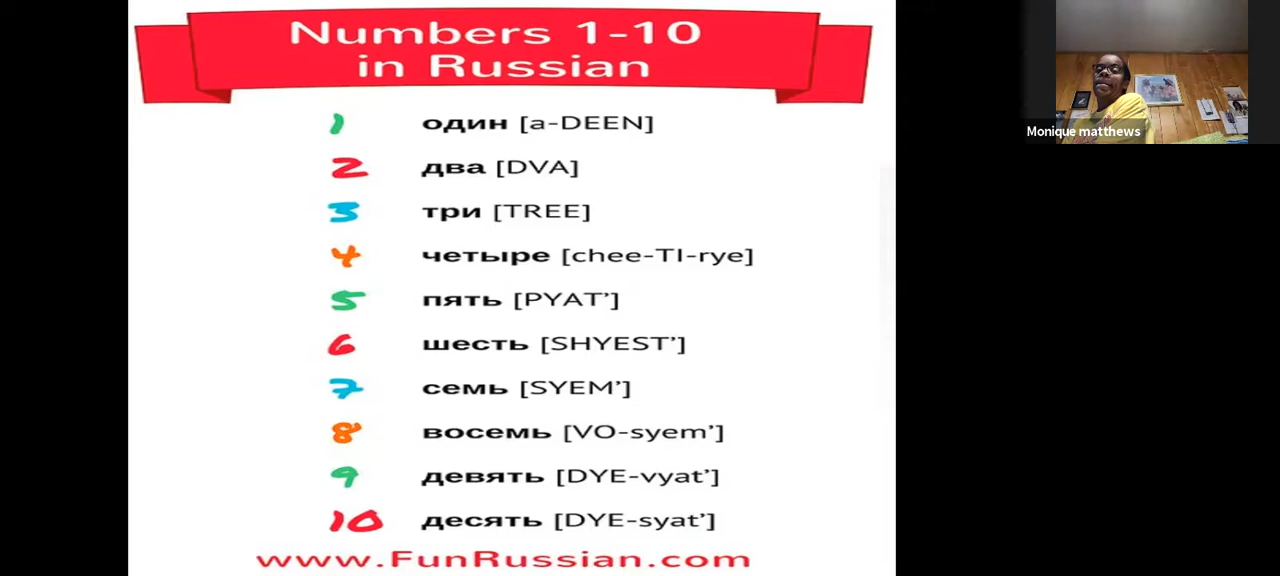 Numbers 1-10
in Russian
1 один [a-DEEN]
2 два [DVA]
3 три [TREE]
4 четыре [chee-TI-rye]
5 пять [PYAT’]
6 шесть [SHYEST’]
7 семь [SYEM’]
8 восемь [VO-syem’]
9 девять [DYE-vyat’]
10 десять [DYE-syat’]
www.FunRussian.com
Monique matthews